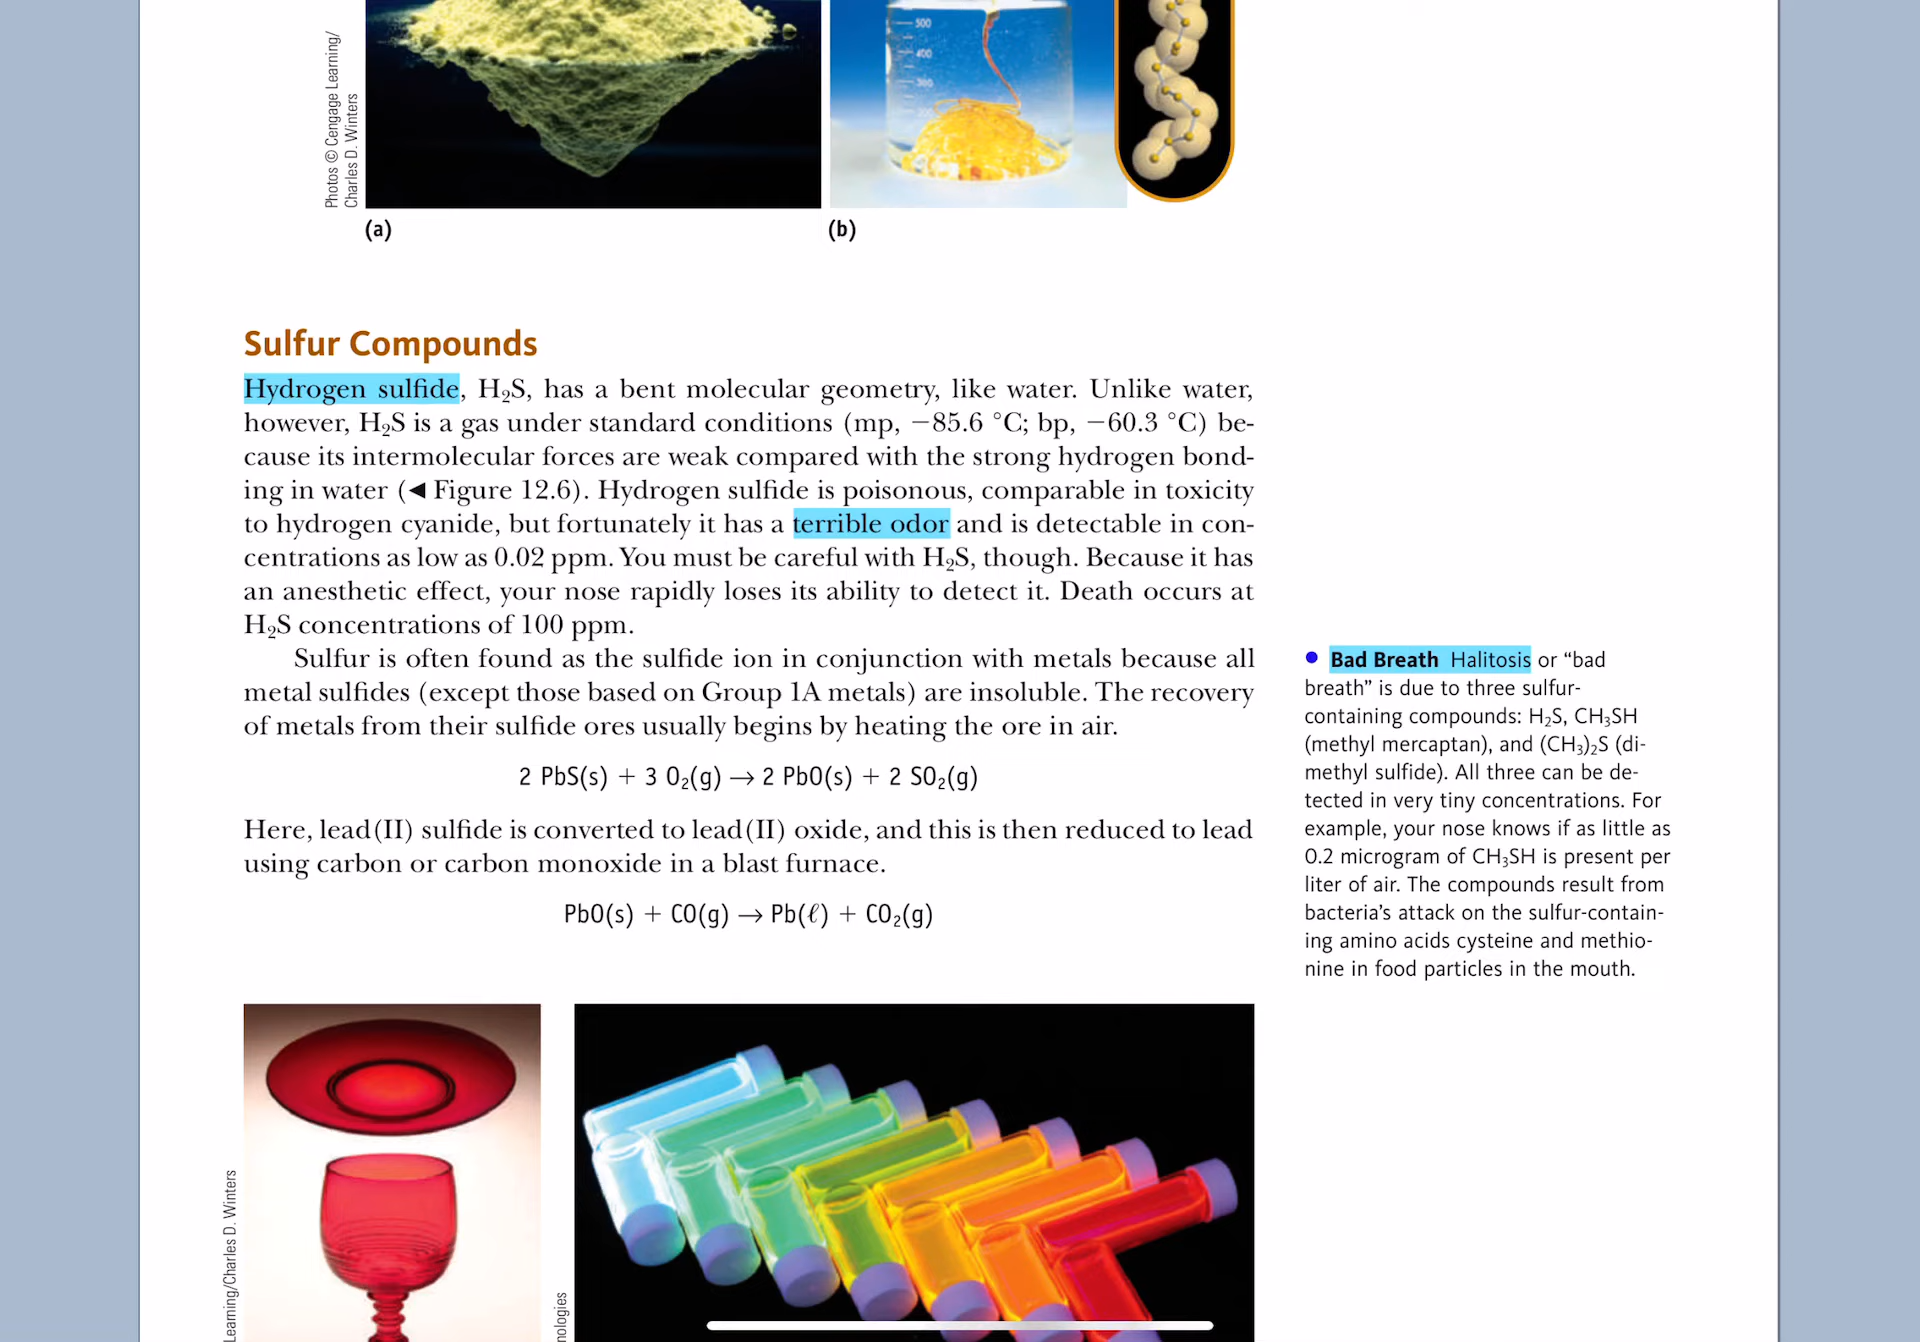 Photos © Cengage Learning/
Charles D. Winters
500
400
300
(a)
(b)
Sulfur Compounds
Hydrogen sulfide, H₂S, has a bent molecular geometry, like water. Unlike water,
however, H₂S is a gas under standard conditions (mp, −85.6 °C; bp, −60.3 °C) be-
cause its intermolecular forces are weak compared with the strong hydrogen bond-
ing in water (◄ Figure 12.6). Hydrogen sulfide is poisonous, comparable in toxicity
to hydrogen cyanide, but fortunately it has a terrible odor and is detectable in con-
centrations as low as 0.02 ppm. You must be careful with H₂S, though. Because it has
an anesthetic effect, your nose rapidly loses its ability to detect it. Death occurs at
H₂S concentrations of 100 ppm.
Sulfur is often found as the sulfide ion in conjunction with metals because all
metal sulfides (except those based on Group 1A metals) are insoluble. The recovery
of metals from their sulfide ores usually begins by heating the ore in air.
2 PbS(s) + 3 O₂(g) → 2 PbO(s) + 2 SO₂(g)
Here, lead(II) sulfide is converted to lead(II) oxide, and this is then reduced to lead
using carbon or carbon monoxide in a blast furnace.
PbO(s) + CO(g) → Pb(ℓ) + CO₂(g)
• Bad Breath Halitosis or “bad
breath” is due to three sulfur-
containing compounds: H₂S, CH₃SH
(methyl mercaptan), and (CH₃)₂S (di-
methyl sulfide). All three can be de-
tected in very tiny concentrations. For
example, your nose knows if as little as
0.2 microgram of CH₃SH is present per
liter of air. The compounds result from
bacteria’s attack on the sulfur-contain-
ing amino acids cysteine and methio-
nine in food particles in the mouth.
Learning/Charles D. Winters
nologies